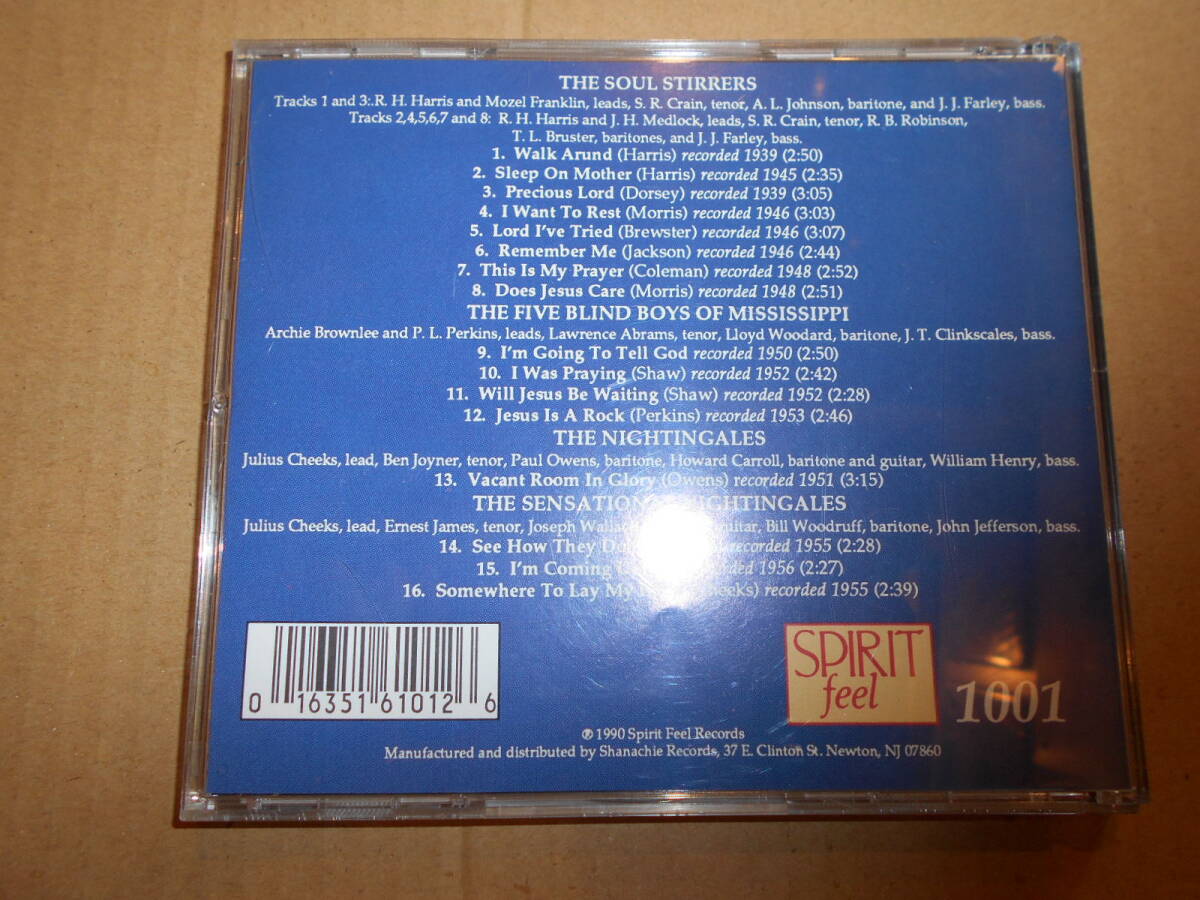 THE SOUL STIRRERS
Tracks 1 and 3:.R. H. Harris and Mozel Franklin, leads, S. R. Crain, tenor, A. L. Johnson, baritone, and J. J. Farley, bass.
Tracks 2,4,5,6,7 and 8: R. H. Harris and J. H. Medlock, leads, S. R. Crain, tenor, R. B. Robinson,
T. L. Bruster, baritones, and J. J. Farley, bass.
1. Walk Arund (Harris) recorded 1939 (2:50)
2. Sleep On Mother (Harris) recorded 1945 (2:35)
3. Precious Lord (Dorsey) recorded 1939 (3:05)
4. I Want To Rest (Morris) recorded 1946 (3:03)
5. Lord I've Tried (Brewster) recorded 1946 (3:07)
6. Remember Me (Jackson) recorded 1946 (2:44)
7. This Is My Prayer (Coleman) recorded 1948 (2:52)
8. Does Jesus Care (Morris) recorded 1948 (2:51)
THE FIVE BLIND BOYS OF MISSISSIPPI
Archie Brownlee and P. L. Perkins, leads, Lawrence Abrams, tenor, Lloyd Woodard, baritone, J. T. Clinkscales, bass.
9. I'm Going To Tell God recorded 1950 (2:50)
10. I Was Praying (Shaw) recorded 1952 (2:42)
11. Will Jesus Be Waiting (Shaw) recorded 1952 (2:28)
12. Jesus Is A Rock (Perkins) recorded 1953 (2:46)
THE NIGHTINGALES
Julius Cheeks, lead, Ben Joyner, tenor, Paul Owens, baritone, Howard Carroll, baritone and guitar, William Henry, bass.
13. Vacant Room In Glory (Owens) recorded 1951 (3:15)
THE SENSATIONAL NIGHTINGALES
Julius Cheeks, lead, Ernest James, tenor, Joseph guitar, Bill Woodruff, baritone, John Jefferson, bass.
14. See How They recorded 1955 (2:28)
15. I'm Coming recorded 1956 (2:27)
16. Somewhere To Lay My (Cheeks) recorded 1955 (2:39)
0 16351 61012 6
SPIRIT
feel
1001
℗ 1990 Spirit Feel Records
Manufactured and distributed by Shanachie Records, 37 E. Clinton St. Newton, NJ 07860